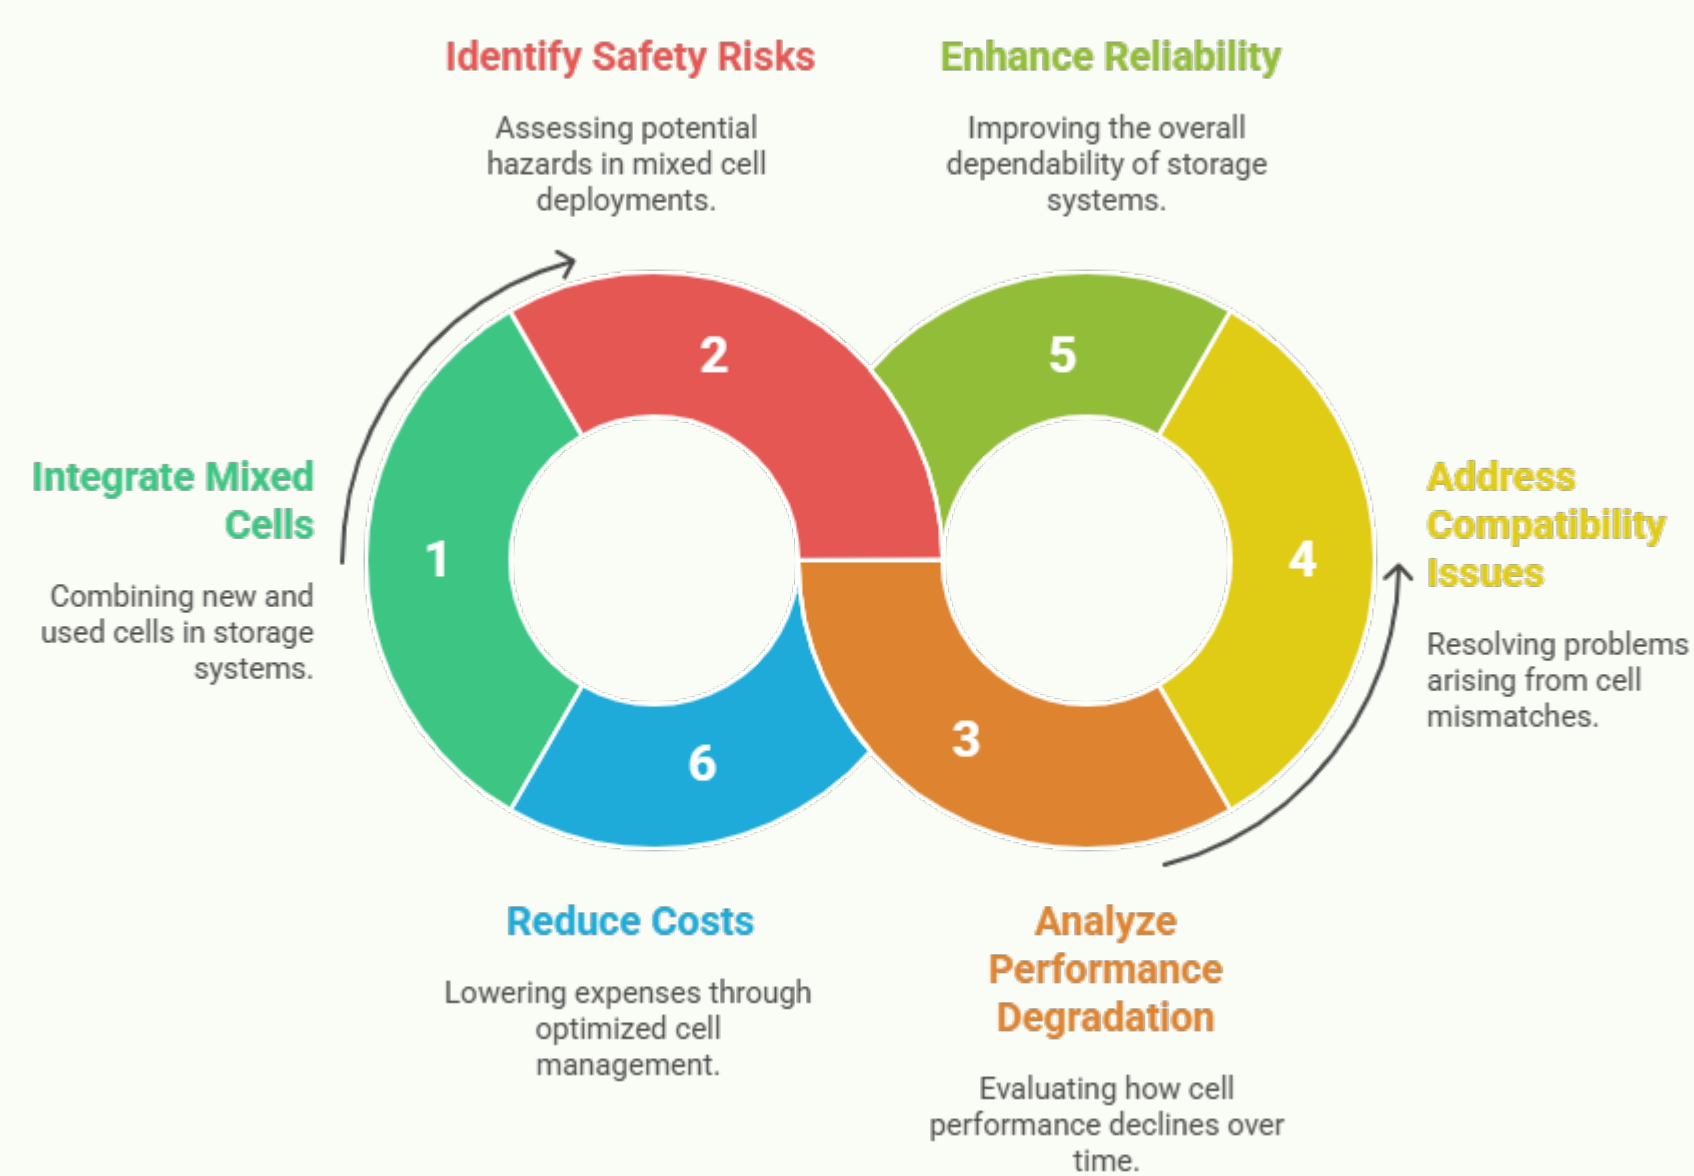 Identify Safety Risks
Assessing potential
hazards in mixed cell
deployments.
Enhance Reliability
Improving the overall
dependability of storage
systems.
2
5
Integrate Mixed
Cells
Combining new and
used cells in storage
systems.
1
4
Address
Compatibility
Issues
Resolving problems
arising from cell
mismatches.
6
3
Reduce Costs
Lowering expenses through
optimized cell
management.
Analyze
Performance
Degradation
Evaluating how cell
performance declines over
time.